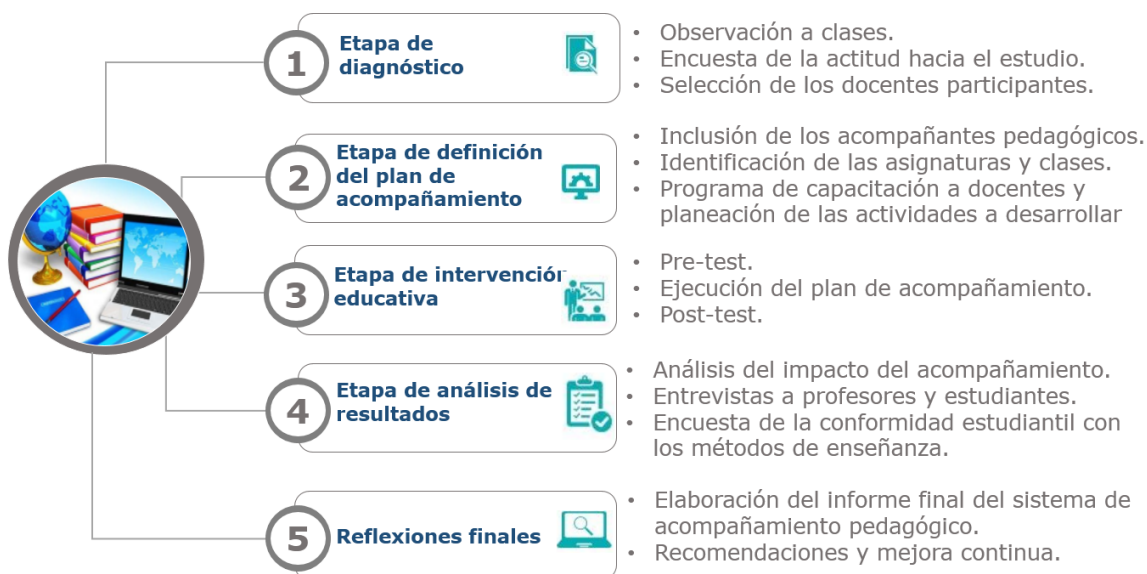 1
Etapa de
diagnóstico
• Observación a clases.
• Encuesta de la actitud hacia el estudio.
• Selección de los docentes participantes.
2
Etapa de definición
del plan de
acompañamiento
• Inclusión de los acompañantes pedagógicos.
• Identificación de las asignaturas y clases.
• Programa de capacitación a docentes y
planeación de las actividades a desarrollar
3
Etapa de intervención
educativa
• Pre-test.
• Ejecución del plan de acompañamiento.
• Post-test.
4
Etapa de análisis de
resultados
• Análisis del impacto del acompañamiento.
• Entrevistas a profesores y estudiantes.
• Encuesta de la conformidad estudiantil con
los métodos de enseñanza.
5
Reflexiones finales
• Elaboración del informe final del sistema de
acompañamiento pedagógico.
• Recomendaciones y mejora continua.